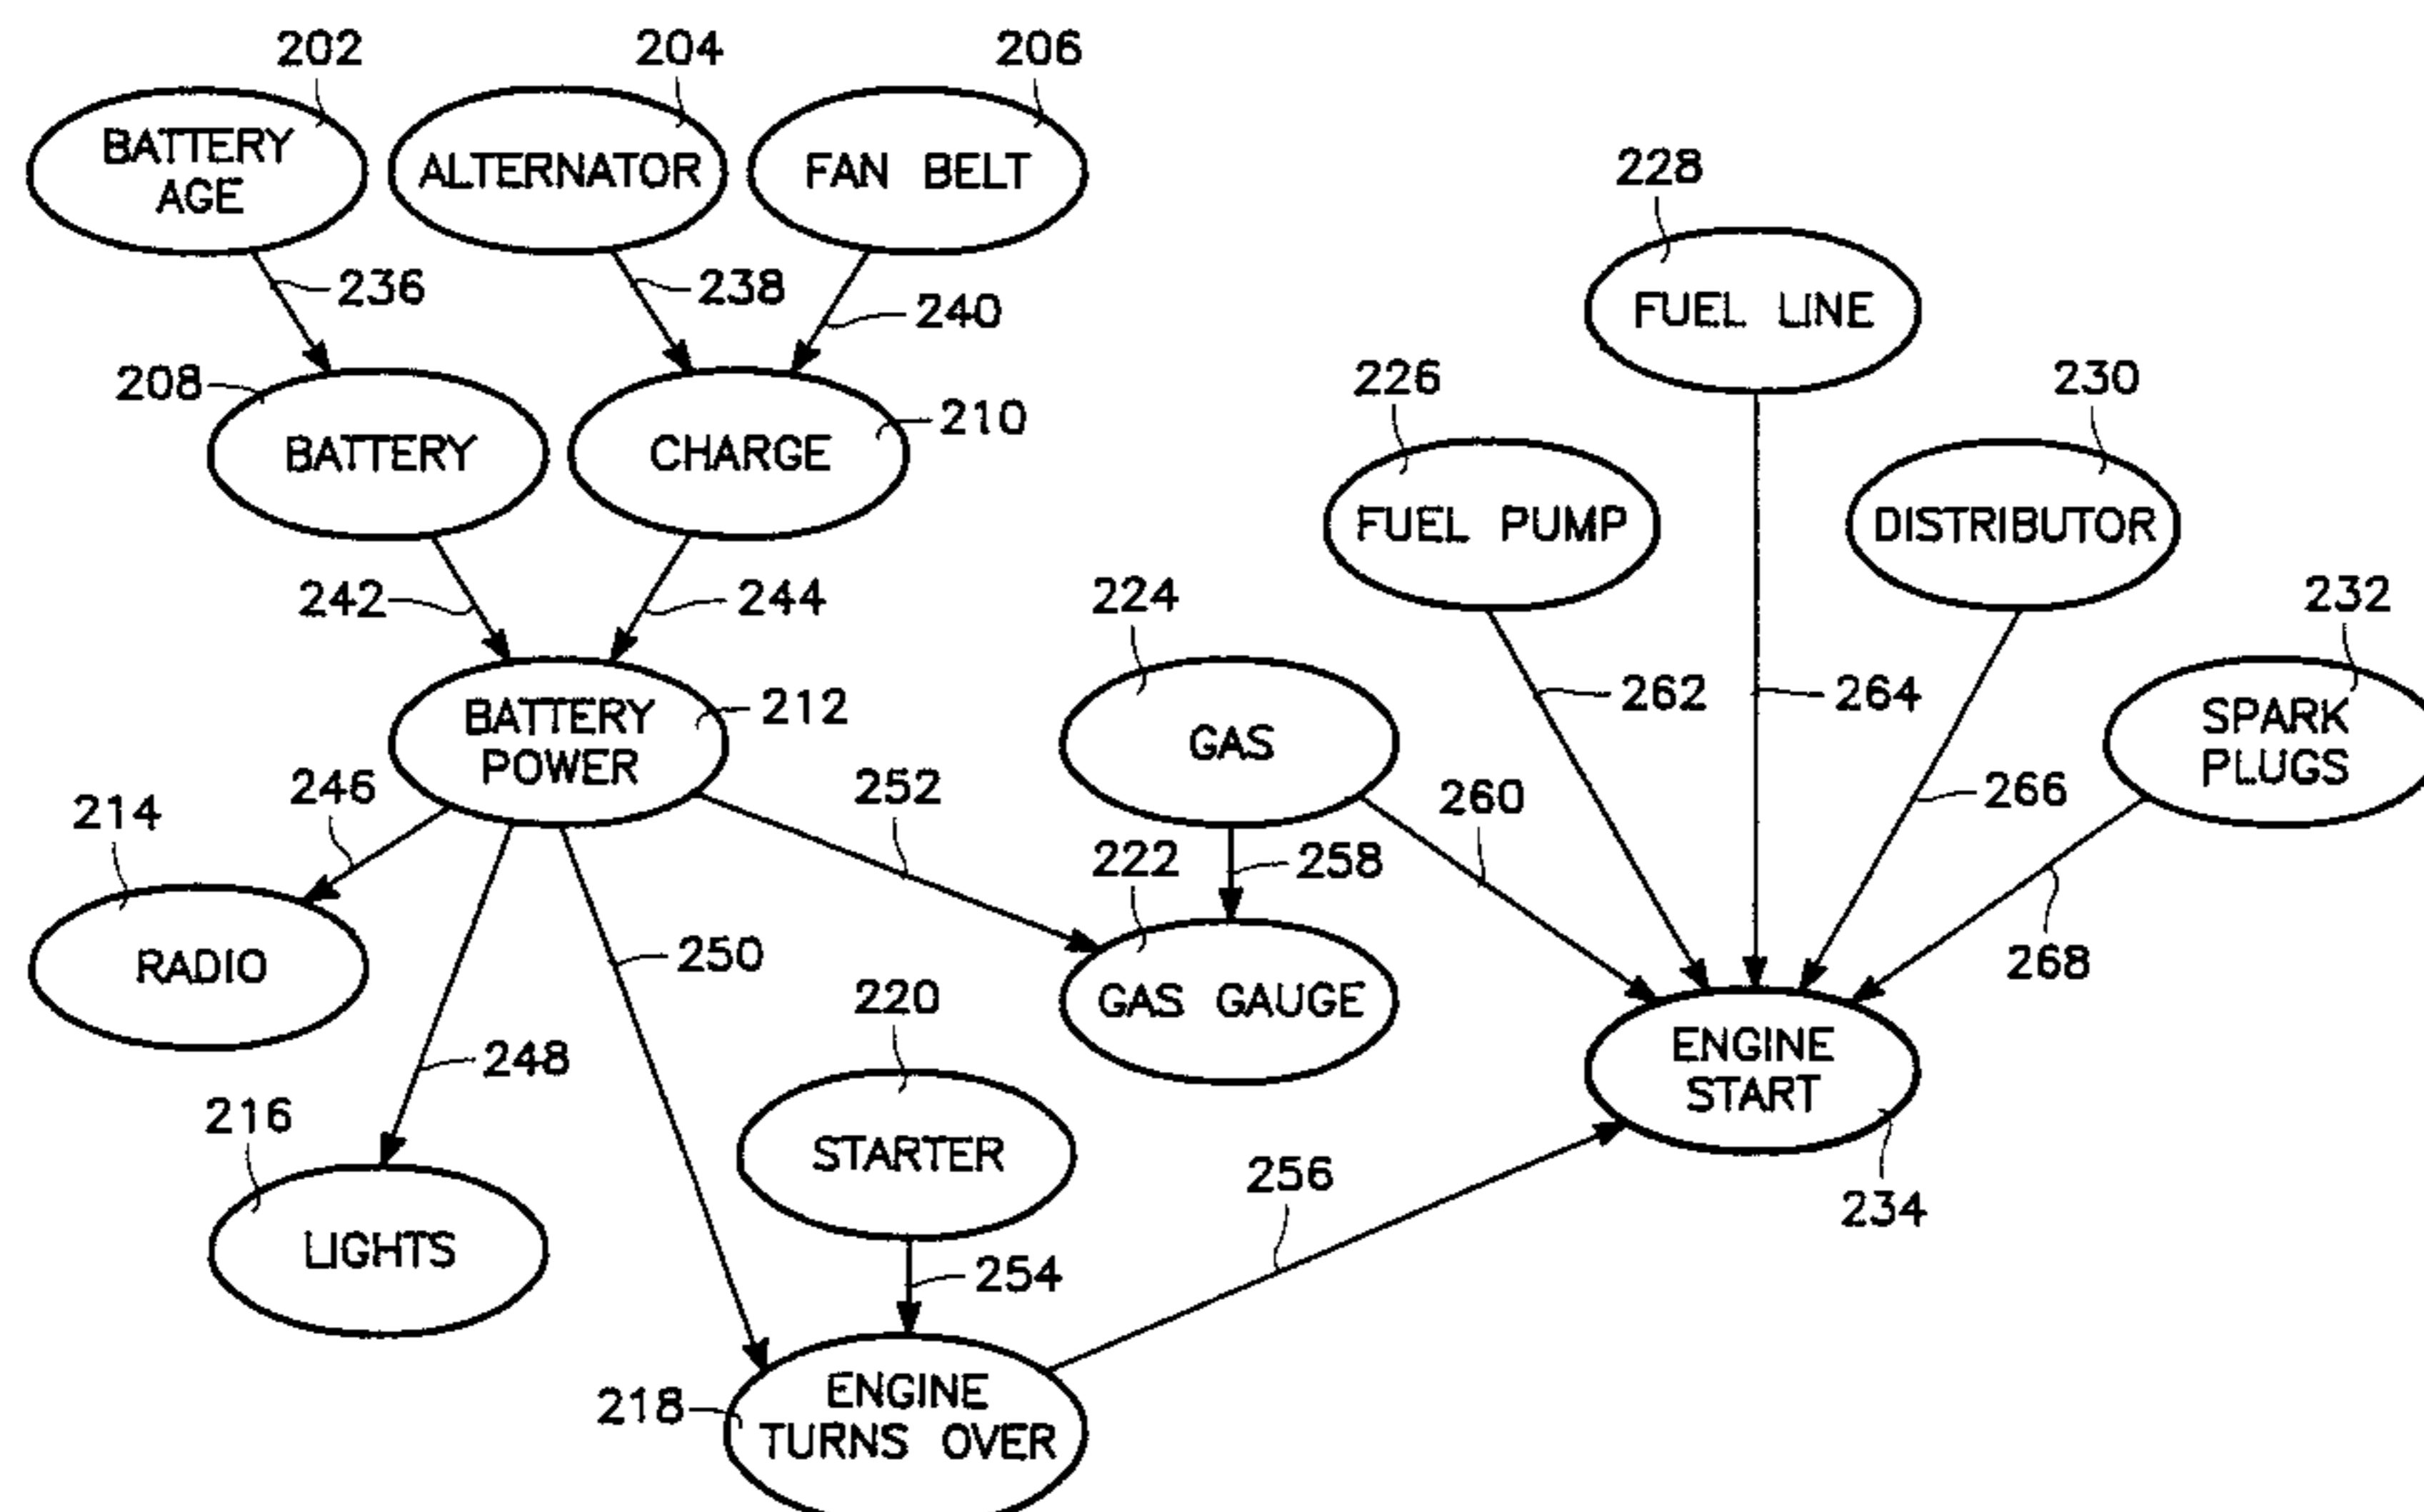 202
204
206
BATTERY
AGE
ALTERNATOR
FAN BELT
228
236
238
240
FUEL LINE
208
226
230
210
BATTERY
CHARGE
FUEL PUMP
DISTRIBUTOR
242
244
224
232
212
262
264
BATTERY
POWER
GAS
SPARK
PLUGS
246
252
260
266
214
222
258
250
268
RADIO
220
GAS GAUGE
ENGINE
START
248
216
STARTER
256
234
LIGHTS
254
218
ENGINE
TURNS OVER